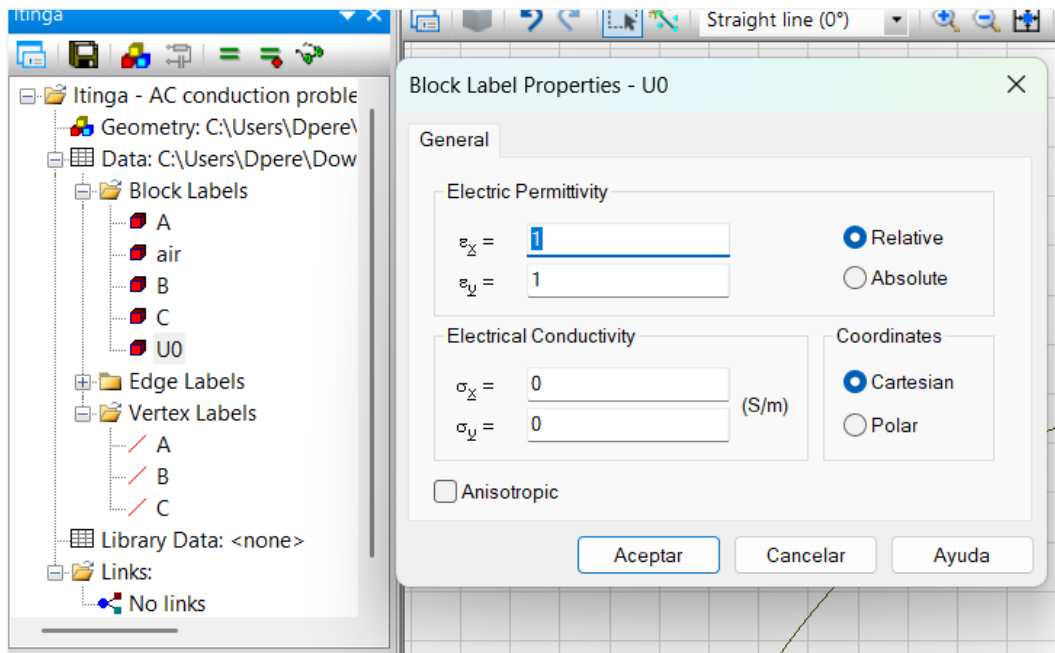 Itinga
Straight line (0°)
Itinga - AC conduction proble
Geometry: C:\Users\Dpere\
Data: C:\Users\Dpere\Dow
Block Labels
A
air
B
C
U0
Edge Labels
Vertex Labels
A
B
C
Library Data: <none>
Links:
No links
Block Label Properties - U0
General
Electric Permittivity
εx = 1
εy = 1
Relative
Absolute
Electrical Conductivity
σx = 0
σy = 0
(S/m)
Coordinates
Cartesian
Polar
Anisotropic
Aceptar Cancelar Ayuda